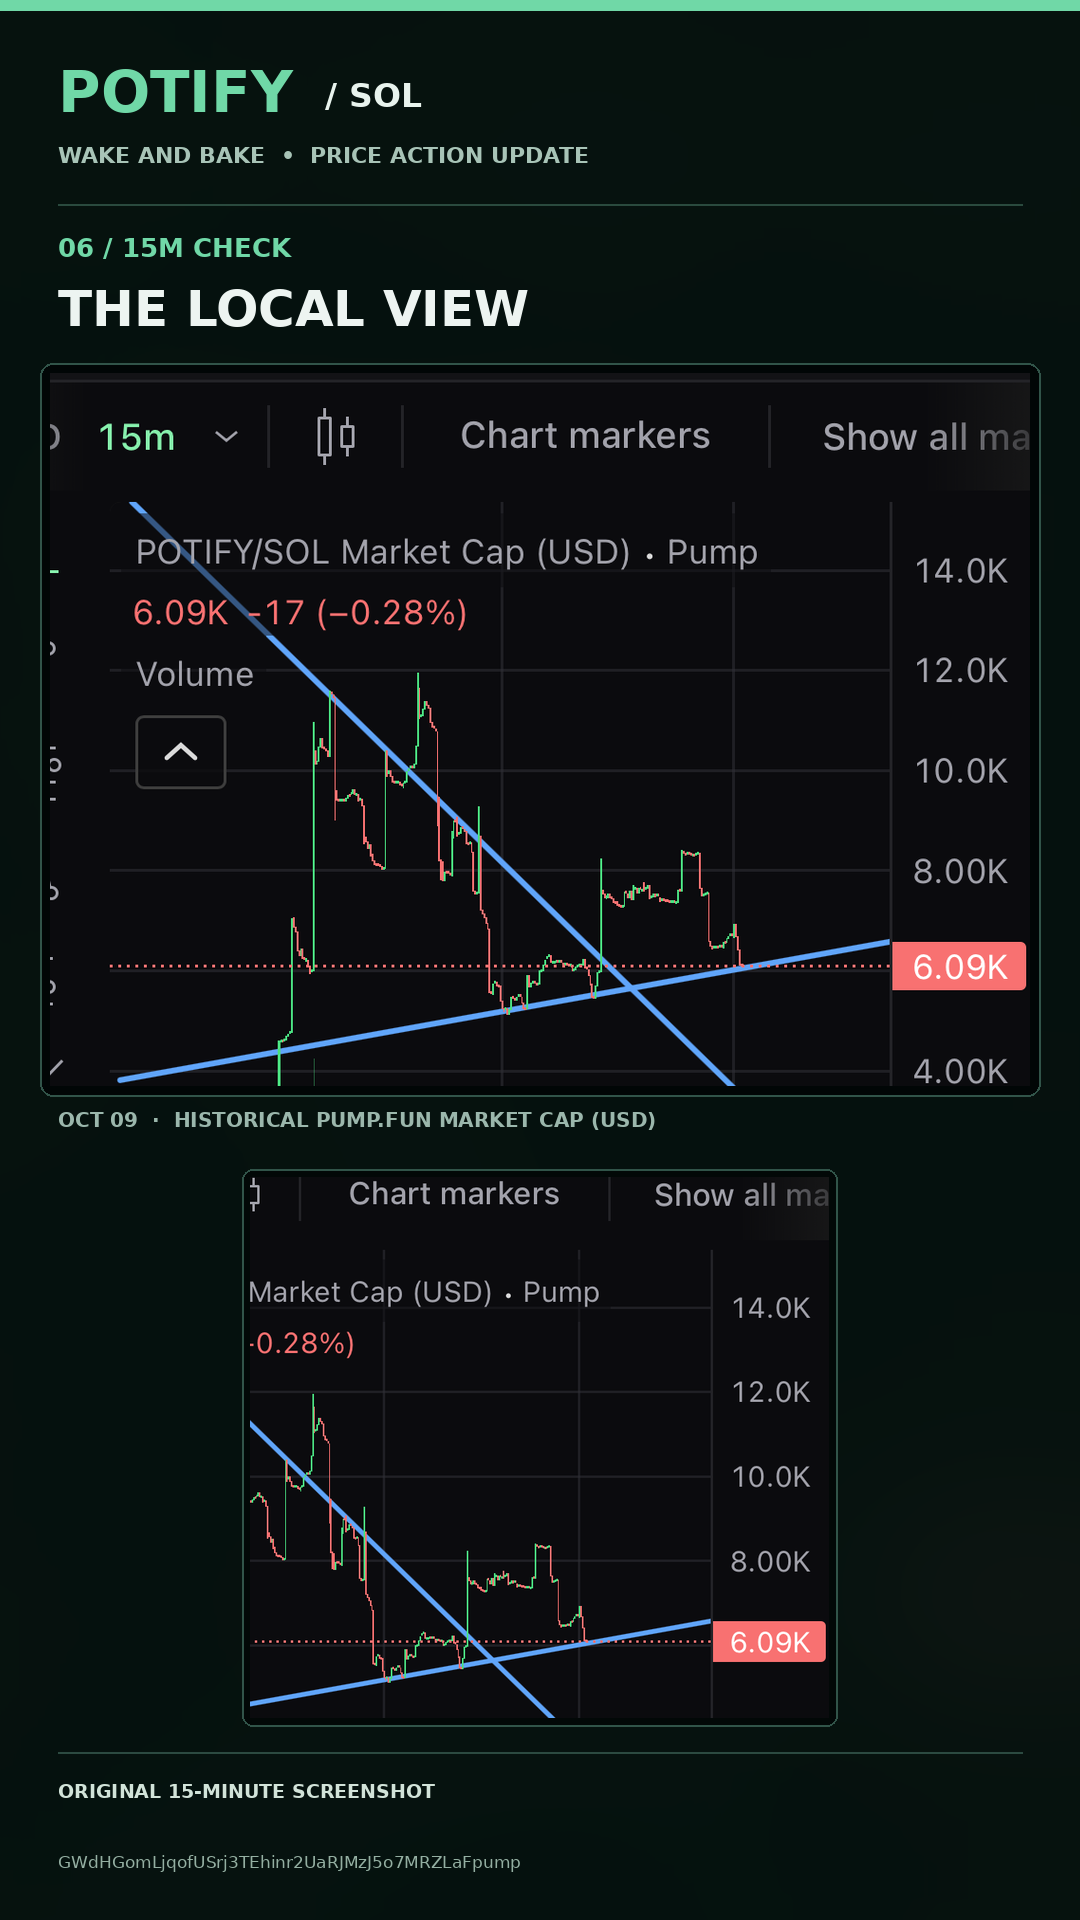 POTIFY / SOL
WAKE AND BAKE • PRICE ACTION UPDATE
06 / 15M CHECK
THE LOCAL VIEW
15m
Chart markers
Show all ma
POTIFY/SOL Market Cap (USD) · Pump
6.09K −17 (−0.28%)
Volume
14.0K
12.0K
10.0K
8.00K
6.09K
4.00K
OCT 09 · HISTORICAL PUMP.FUN MARKET CAP (USD)
Chart markers
Show all ma
Market Cap (USD) · Pump
-0.28%)
14.0K
12.0K
10.0K
8.00K
6.09K
ORIGINAL 15-MINUTE SCREENSHOT
GWdHGomLjqofUSrj3TEhinr2UaRJMzJ5o7MRZLaFpump